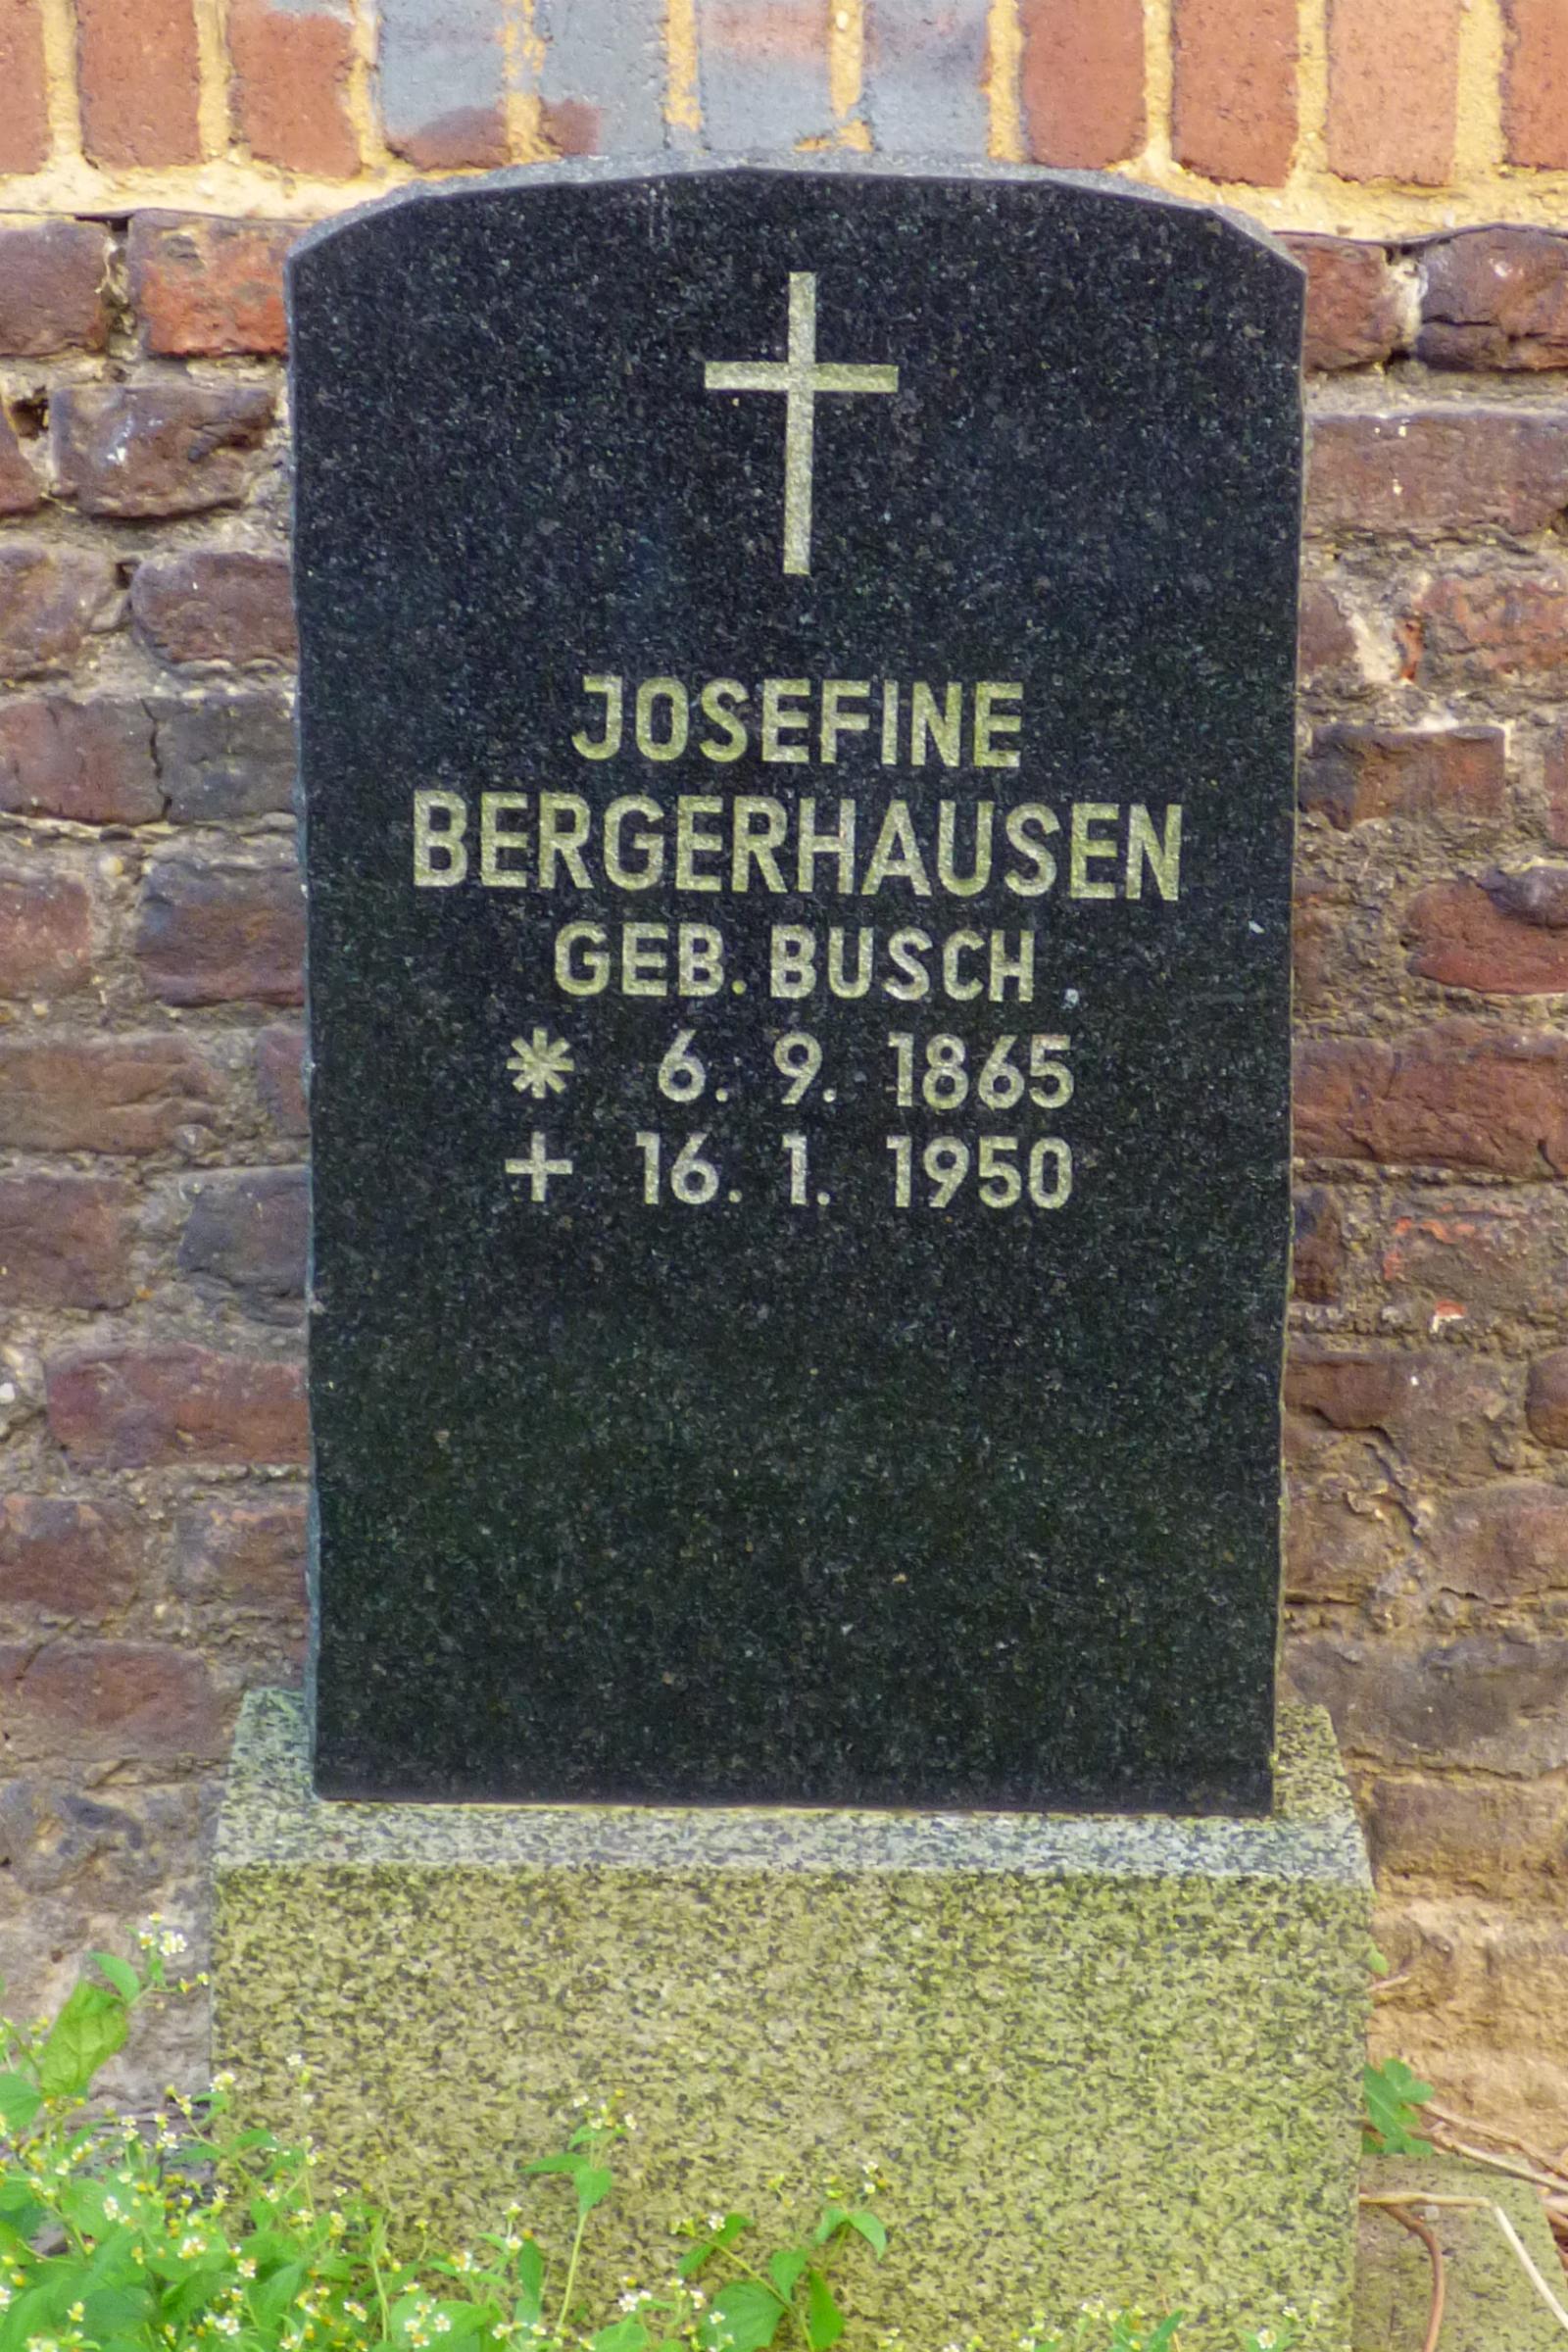 JOSEFINE
BERGERHAUSEN
GEB. BUSCH
* 6. 9. 1865
+ 16. 1. 1950